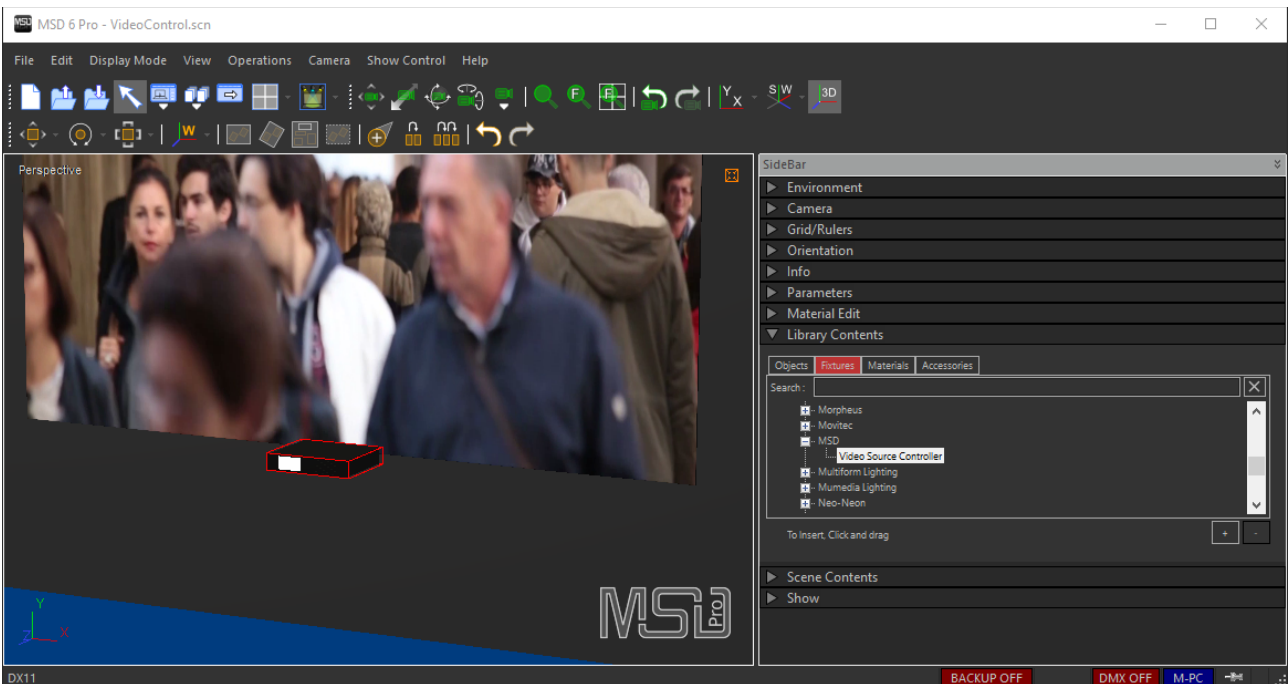 MSD 6 Pro - VideoControl.scn
File Edit Display Mode View Operations Camera Show Control Help
Perspective
SideBar
Environment
Camera
Grid/Rulers
Orientation
Info
Parameters
Material Edit
Library Contents
Objects Fixtures Materials Accessories
Search :
Morpheus
Movitec
MSD
Video Source Controller
Multiform Lighting
Mumedia Lighting
Neo-Neon
To Insert, Click and drag
+ -
Scene Contents
Show
Y
Z X
MSD Pro
DX11 BACKUP OFF DMX OFF M-PC